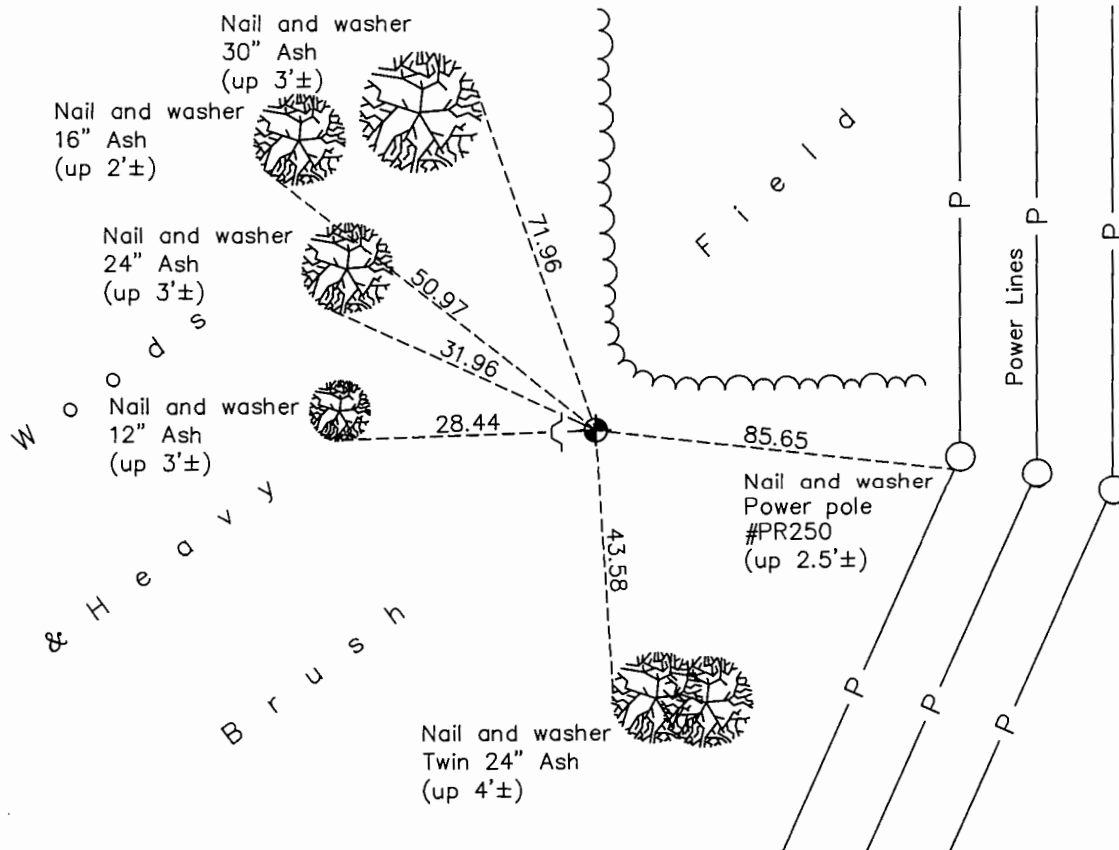 Nail and washer
30" Ash
(up 3'±)
Nail and washer
16" Ash
(up 2'±)
Nail and washer
24" Ash
(up 3'±)
Nail and washer
12" Ash
(up 3'±)
71.96
50.97
31.96
28.44
85.65
43.58
Field
Power Lines
P
P
P
Nail and washer
Power pole
#PR250
(up 2.5'±)
Woods
& Heavy
Brush
Nail and washer
Twin 24" Ash
(up 4'±)
P
P
P